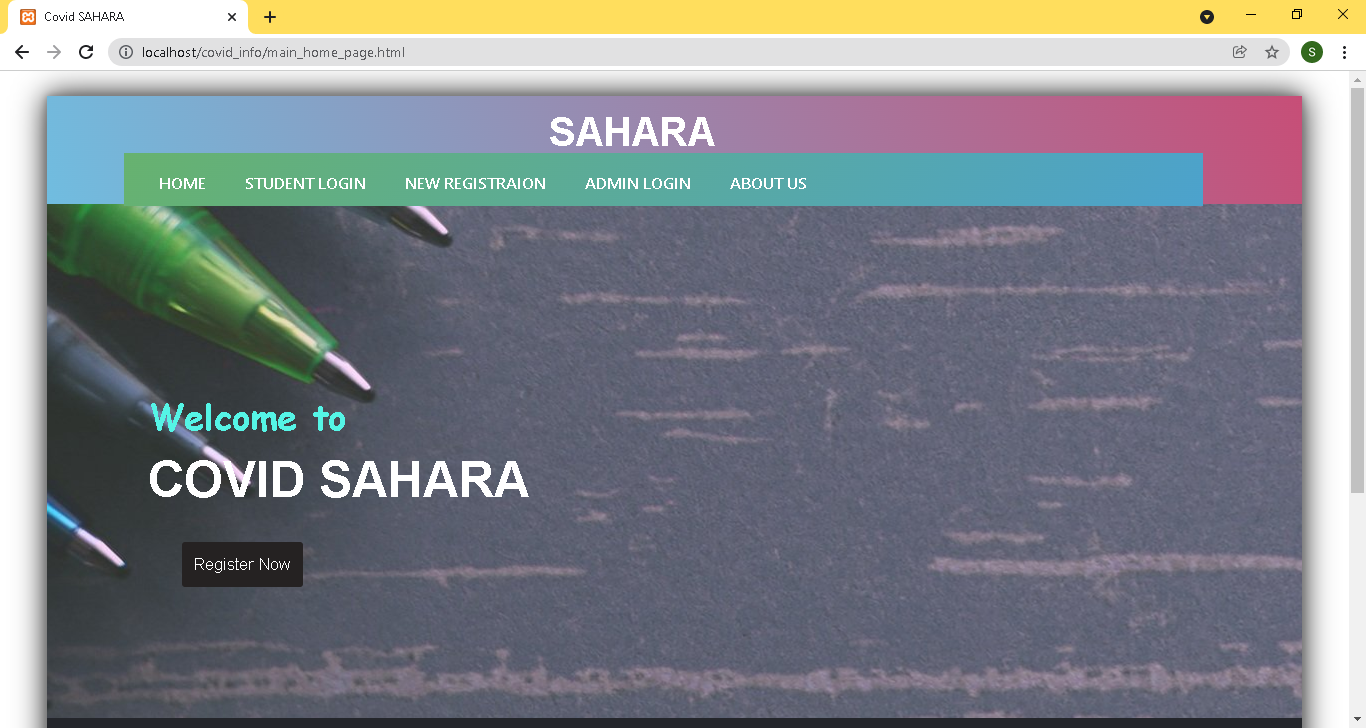 Covid SAHARA
localhost/covid_info/main_home_page.html
S
SAHARA
HOME STUDENT LOGIN NEW REGISTRAION ADMIN LOGIN ABOUT US
Welcome to
COVID SAHARA
Register Now